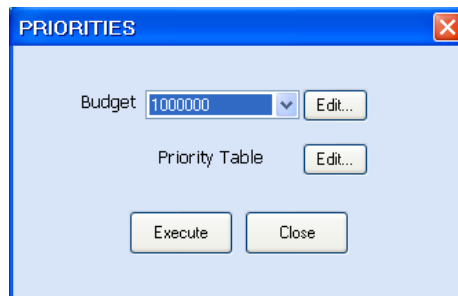 PRIORITIES
Budget 1000000 Edit...
Priority Table Edit...
Execute Close